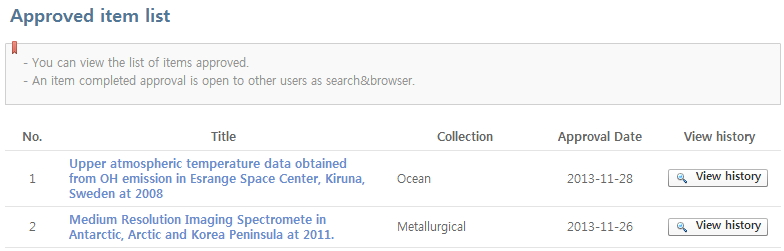 Approved item list
- You can view the list of items approved.
- An item completed approval is open to other users as search&browser.
No. Title Collection Approval Date View history
1 Upper atmospheric temperature data obtained
from OH emission in Esrange Space Center, Kiruna,
Sweden at 2008
Ocean 2013-11-28 View history
2 Medium Resolution Imaging Spectromete in
Antarctic, Arctic and Korea Peninsula at 2011.
Metallurgical 2013-11-26 View history